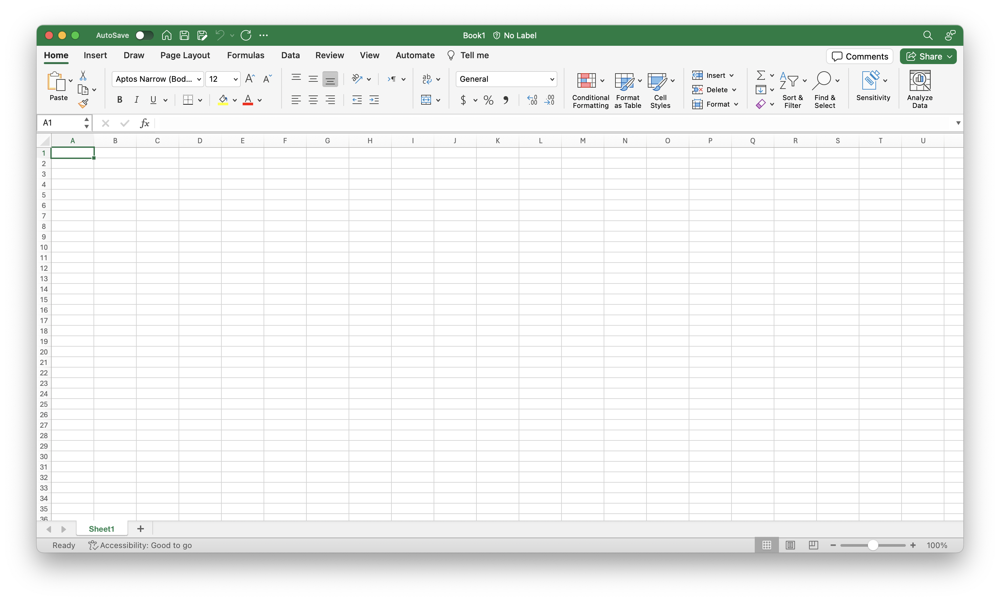 AutoSave
Book1 No Label
Home Insert Draw Page Layout Formulas Data Review View Automate Tell me
Comments Share
Paste
Aptos Narrow (Bod... 12
B I U
ab
c
General
$ % 9
Conditional Formatting
Format as Table
Cell Styles
Insert
Delete
Format
Sort & Filter
Find & Select
Sensitivity
Analyze Data
A1 fx
A B C D E F G H I J K L M N O P Q R S T U
1
2
3
4
5
6
7
8
9
10
11
12
13
14
15
16
17
18
19
20
21
22
23
24
25
26
27
28
29
30
31
32
33
34
35
36
Sheet1 +
Ready Accessibility: Good to go
100%